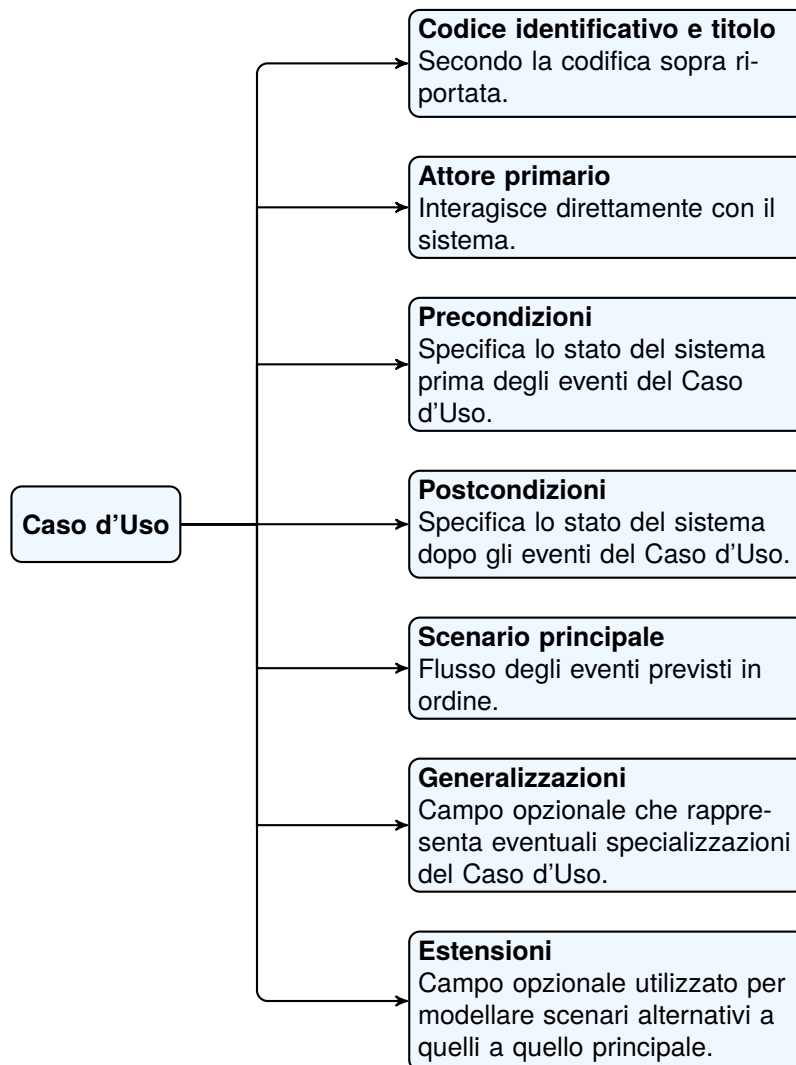 Codice identificativo e titolo
Secondo la codifica sopra ri-
portata.
Attore primario
Interagisce direttamente con il
sistema.
Precondizioni
Specifica lo stato del sistema
prima degli eventi del Caso
d'Uso.
Caso d'Uso
Postcondizioni
Specifica lo stato del sistema
dopo gli eventi del Caso d'Uso.
Scenario principale
Flusso degli eventi previsti in
ordine.
Generalizzazioni
Campo opzionale che rappre-
senta eventuali specializzazioni
del Caso d'Uso.
Estensioni
Campo opzionale utilizzato per
modellare scenari alternativi a
quelli a quello principale.